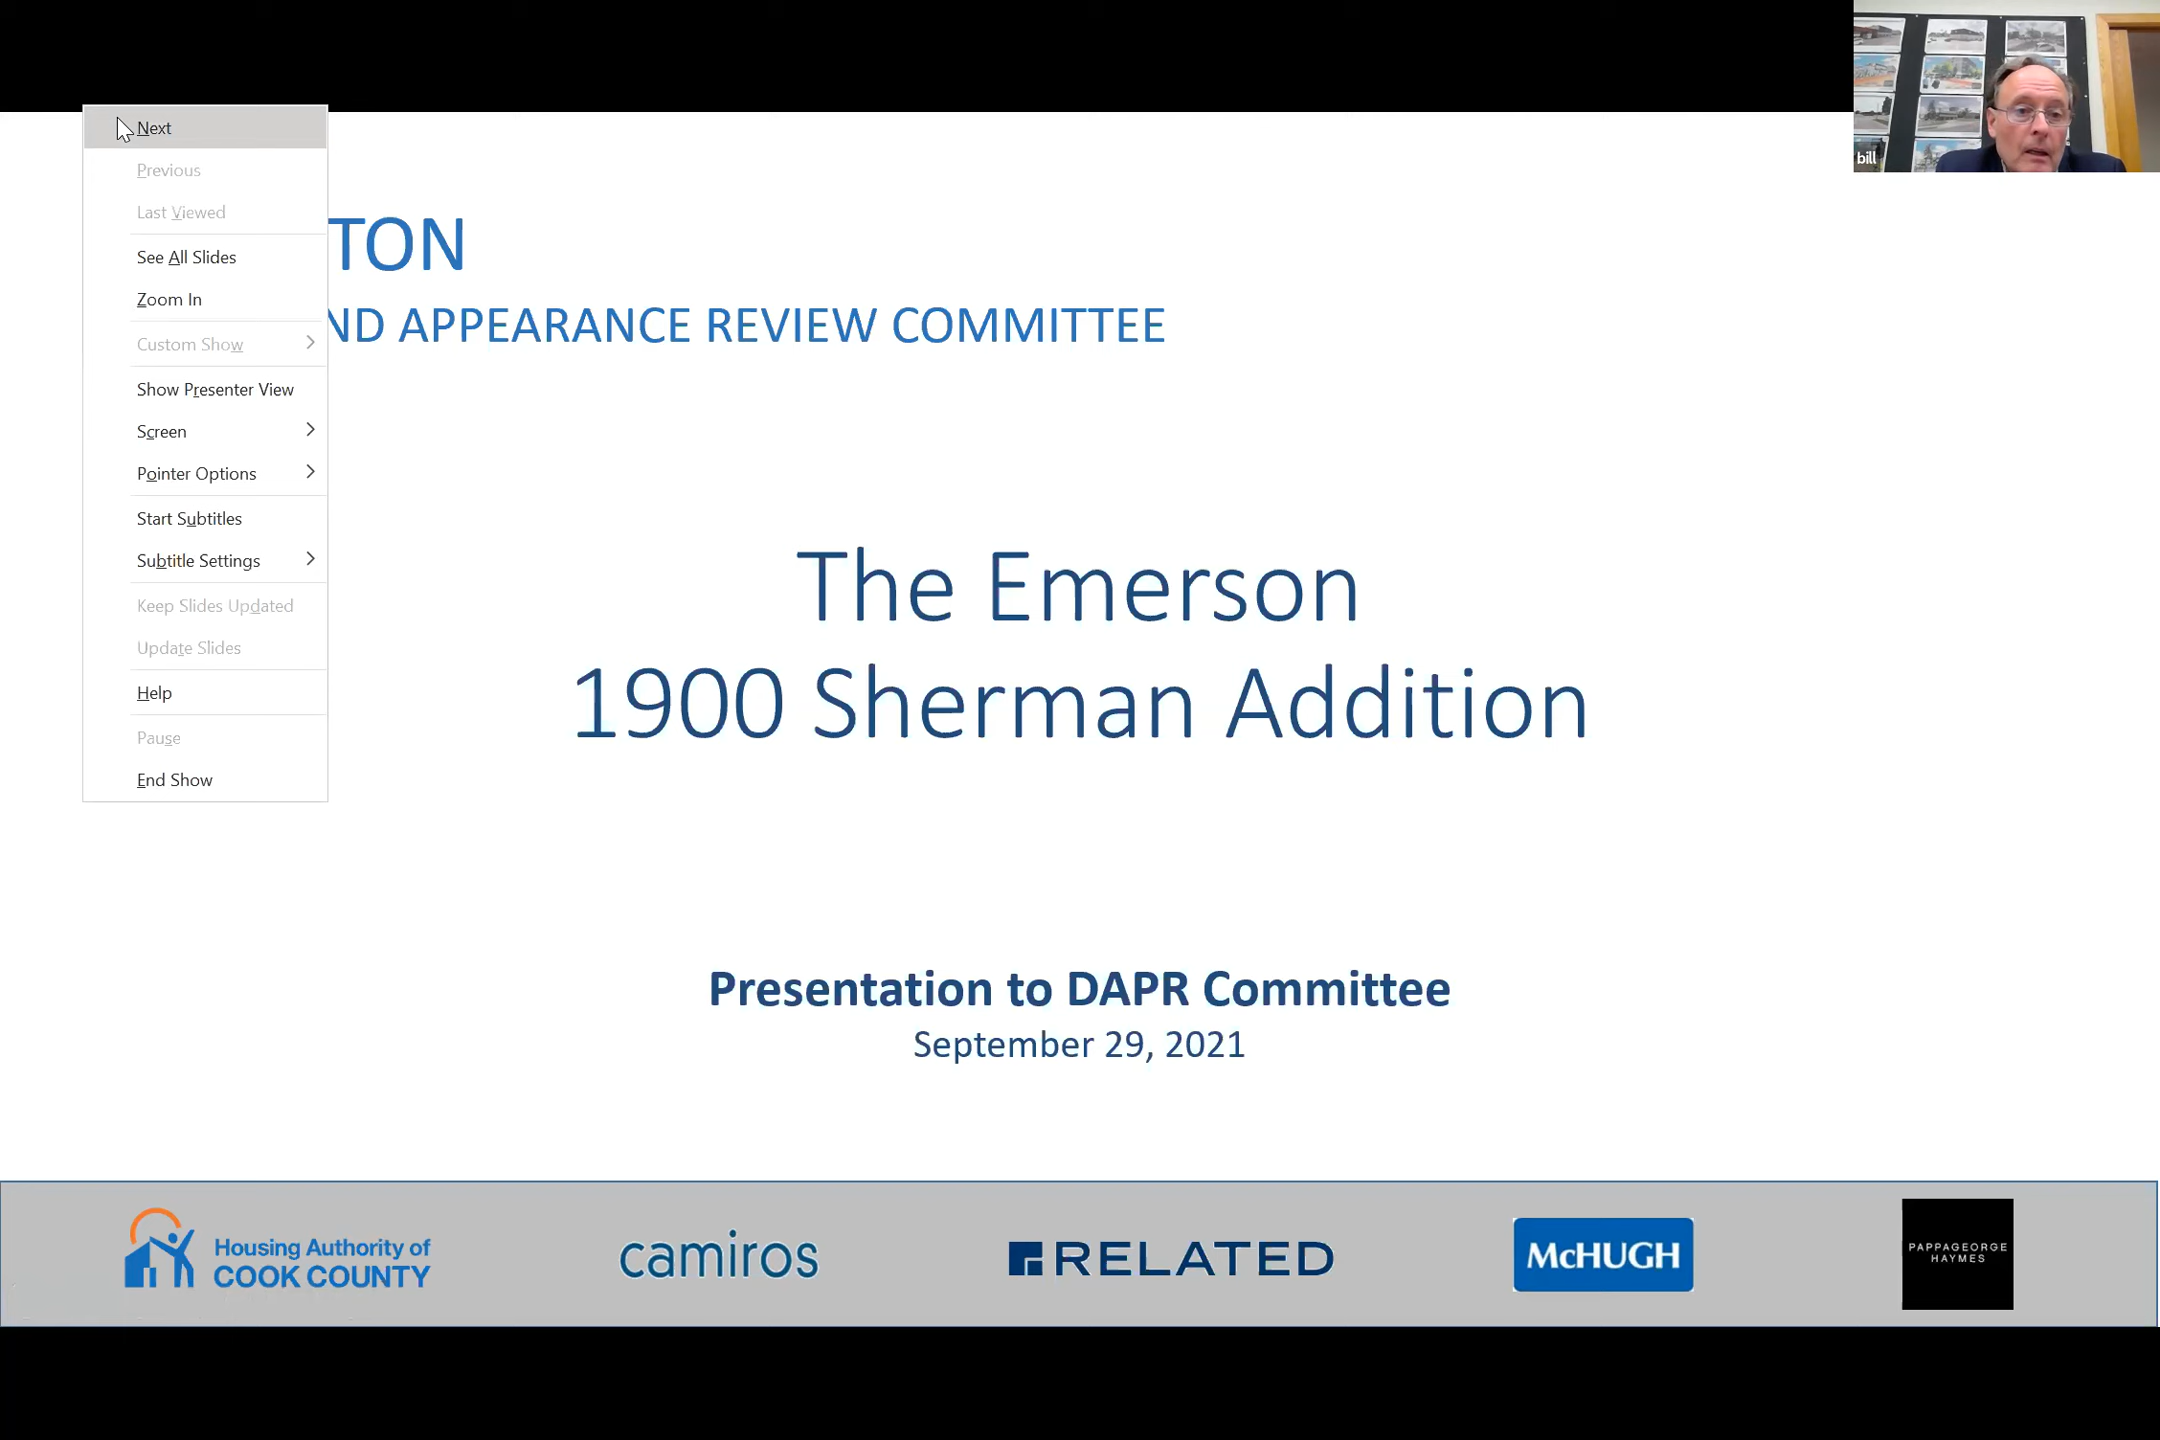 bill
Next
Previous
Last Viewed
See All Slides
Zoom In
Custom Show
Show Presenter View
Screen
Pointer Options
Start Subtitles
Subtitle Settings
Keep Slides Updated
Update Slides
Help
Pause
End Show
TON
ND APPEARANCE REVIEW COMMITTEE
The Emerson
1900 Sherman Addition
Presentation to DAPR Committee
September 29, 2021
Housing Authority of
COOK COUNTY
camiros
RELATED
McHUGH
PAPPAGEORGE
HAYMES